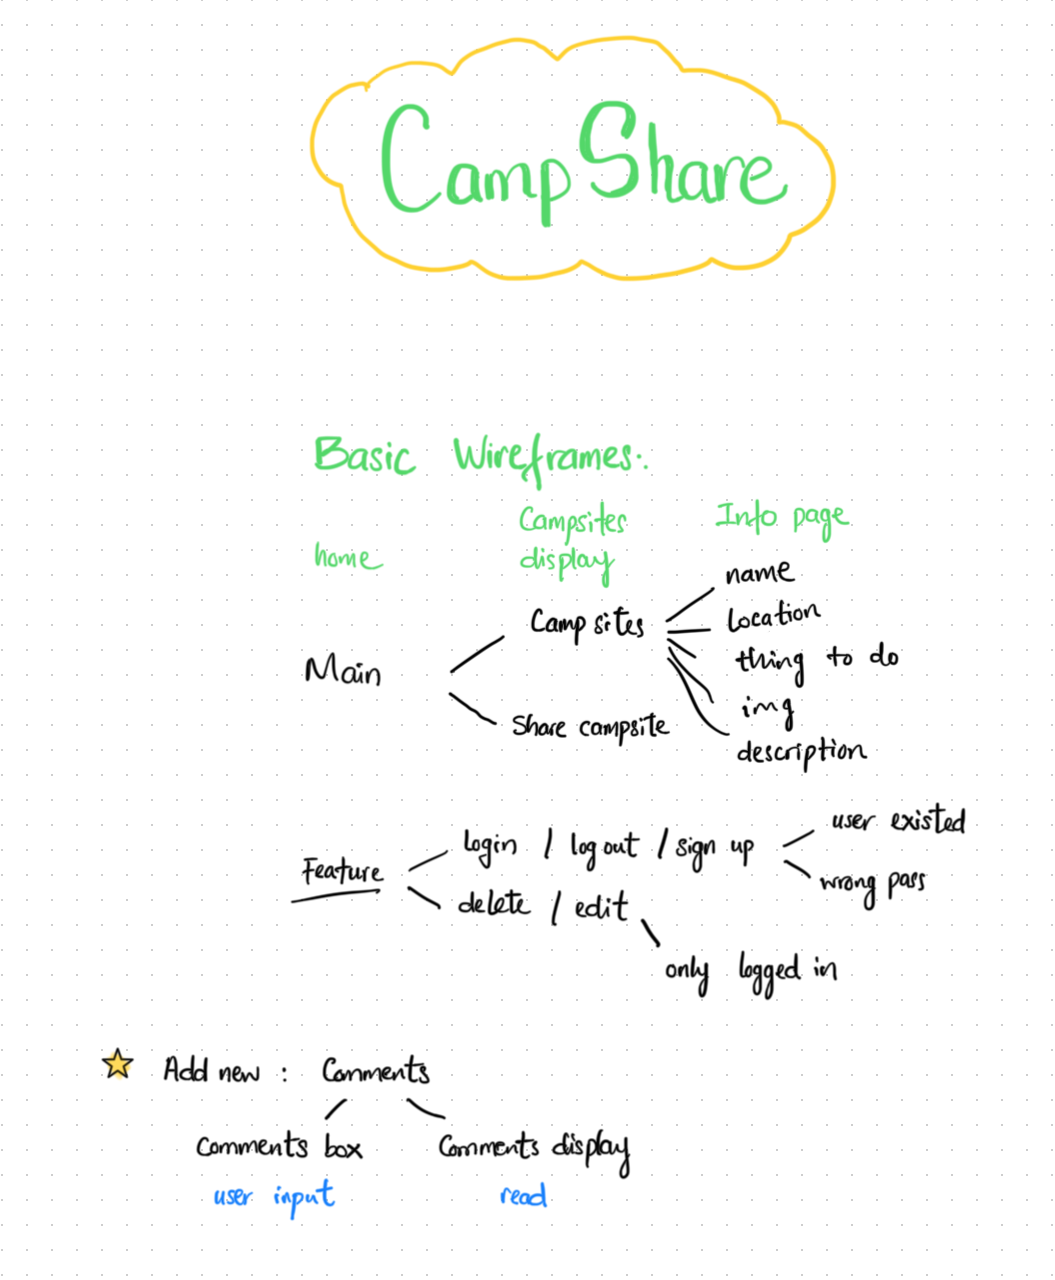 Camp Share
Basic Wireframes:
home
Campsites
display
Info page
Main
Camp sites
Share campsite
name
Location
thing to do
img
description
Feature
login / log out / sign up
user existed
wrong pass
delete / edit
only logged in
Add new : Comments
Comments box
user input
Comments display
read